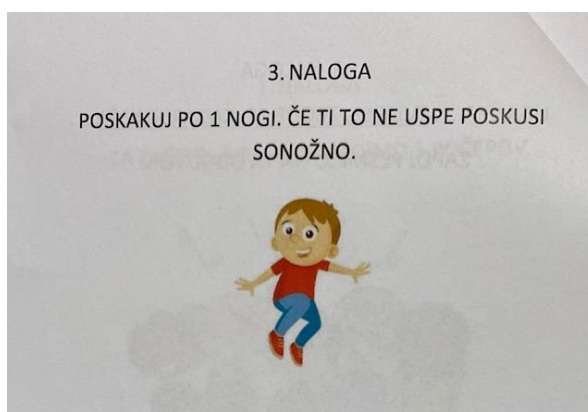 3. NALOGA
POSKAKUJ PO 1 NOGI. ČE TI TO NE USPE POSKUSI
SONOŽNO.